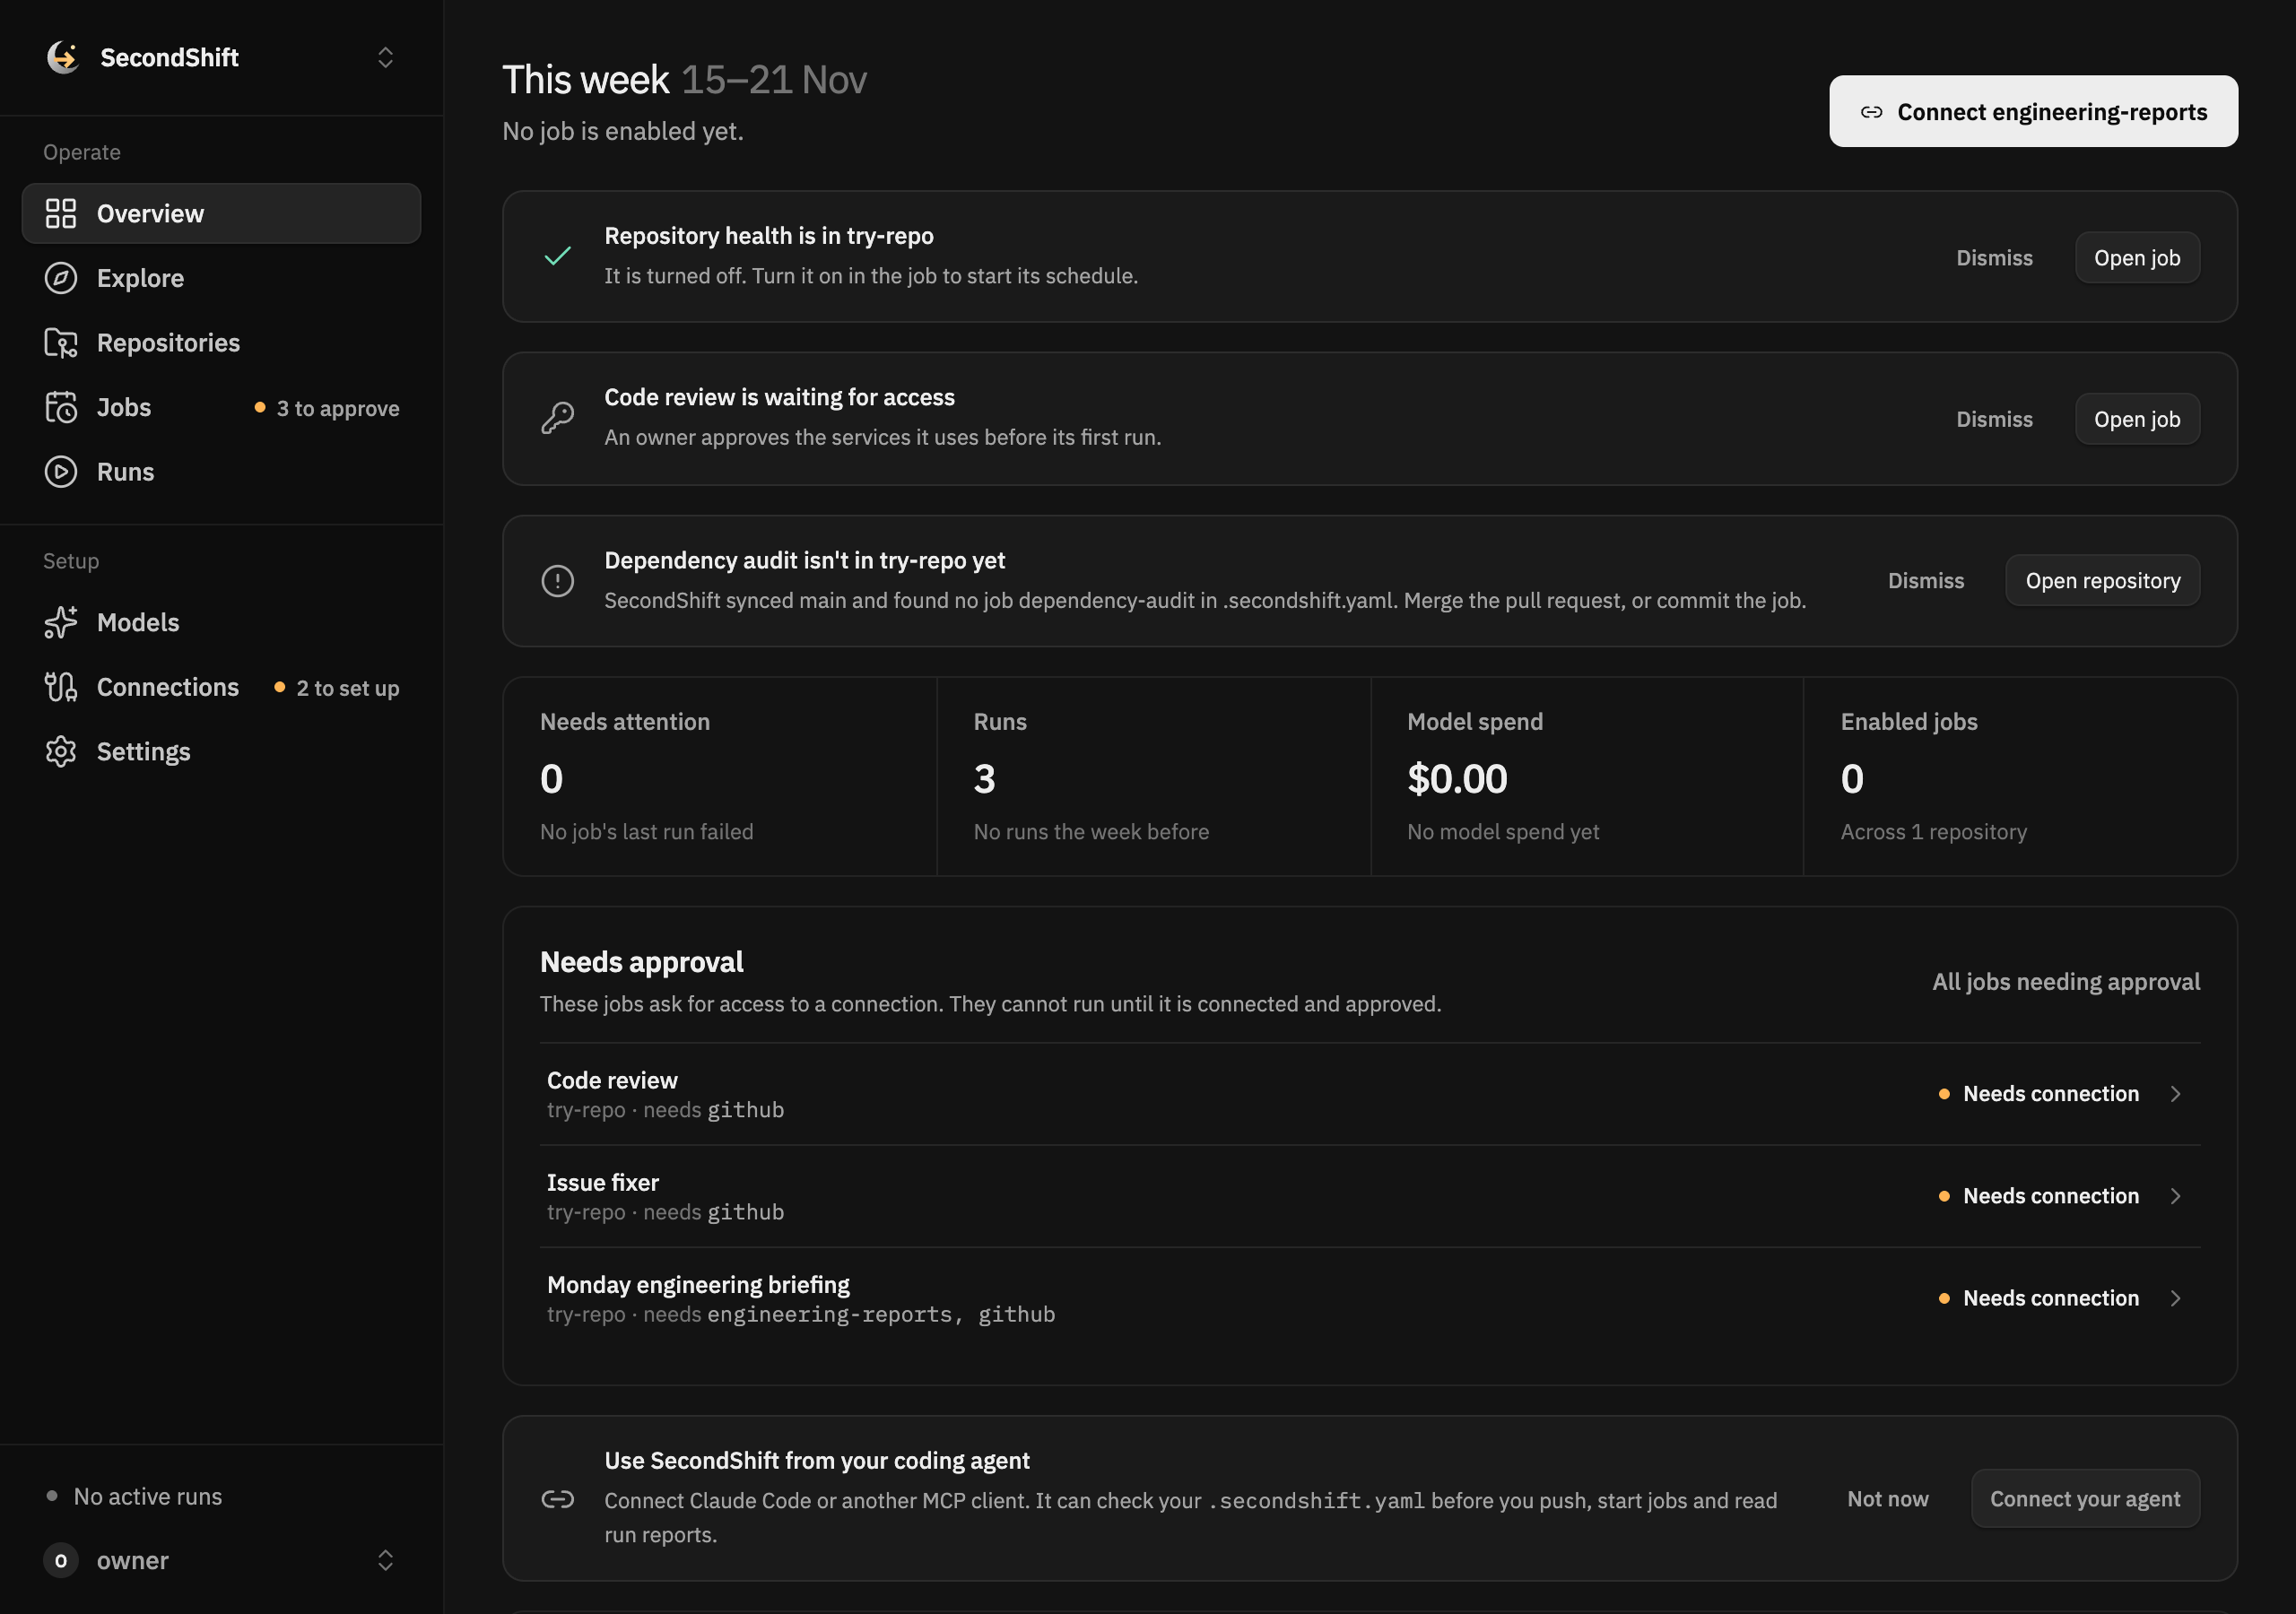 SecondShift
Operate
Overview
Explore
Repositories
Jobs
3 to approve
Runs
Setup
Models
Connections
2 to set up
Settings
No active runs
O
owner
This week 15–21 Nov
No job is enabled yet.
Connect engineering-reports
Repository health is in try-repo
It is turned off. Turn it on in the job to start its schedule.
Dismiss
Open job
Code review is waiting for access
An owner approves the services it uses before its first run.
Dismiss
Open job
Dependency audit isn't in try-repo yet
SecondShift synced main and found no job dependency-audit in .secondshift.yaml. Merge the pull request, or commit the job.
Dismiss
Open repository
Needs attention
0
No job's last run failed
Runs
3
No runs the week before
Model spend
$0.00
No model spend yet
Enabled jobs
0
Across 1 repository
Needs approval
These jobs ask for access to a connection. They cannot run until it is connected and approved.
All jobs needing approval
Code review
try-repo · needs github
Needs connection
Issue fixer
try-repo · needs github
Needs connection
Monday engineering briefing
try-repo · needs engineering-reports, github
Needs connection
Use SecondShift from your coding agent
Connect Claude Code or another MCP client. It can check your .secondshift.yaml before you push, start jobs and read
run reports.
Not now
Connect your agent